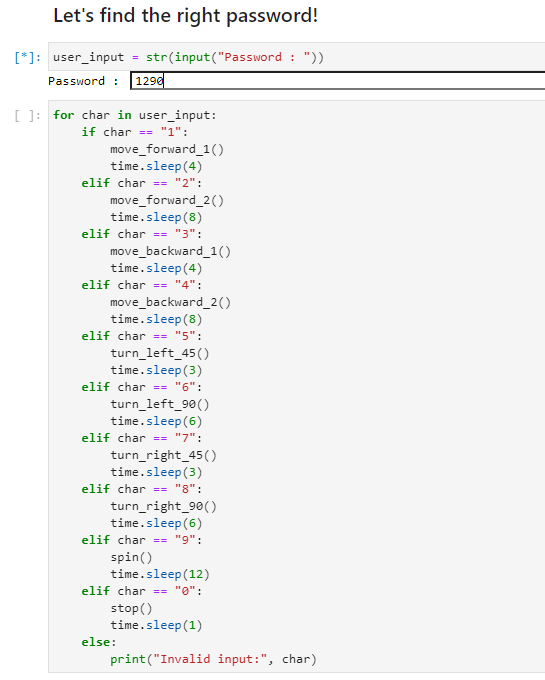 Let's find the right password!
[*]: user_input = str(input("Password : "))
Password : 1290
[ ]: for char in user_input:
    if char == "1":
        move_forward_1()
        time.sleep(4)
    elif char == "2":
        move_forward_2()
        time.sleep(8)
    elif char == "3":
        move_backward_1()
        time.sleep(4)
    elif char == "4":
        move_backward_2()
        time.sleep(8)
    elif char == "5":
        turn_left_45()
        time.sleep(3)
    elif char == "6":
        turn_left_90()
        time.sleep(6)
    elif char == "7":
        turn_right_45()
        time.sleep(3)
    elif char == "8":
        turn_right_90()
        time.sleep(6)
    elif char == "9":
        spin()
        time.sleep(12)
    elif char == "0":
        stop()
        time.sleep(1)
    else:
        print("Invalid input:", char)